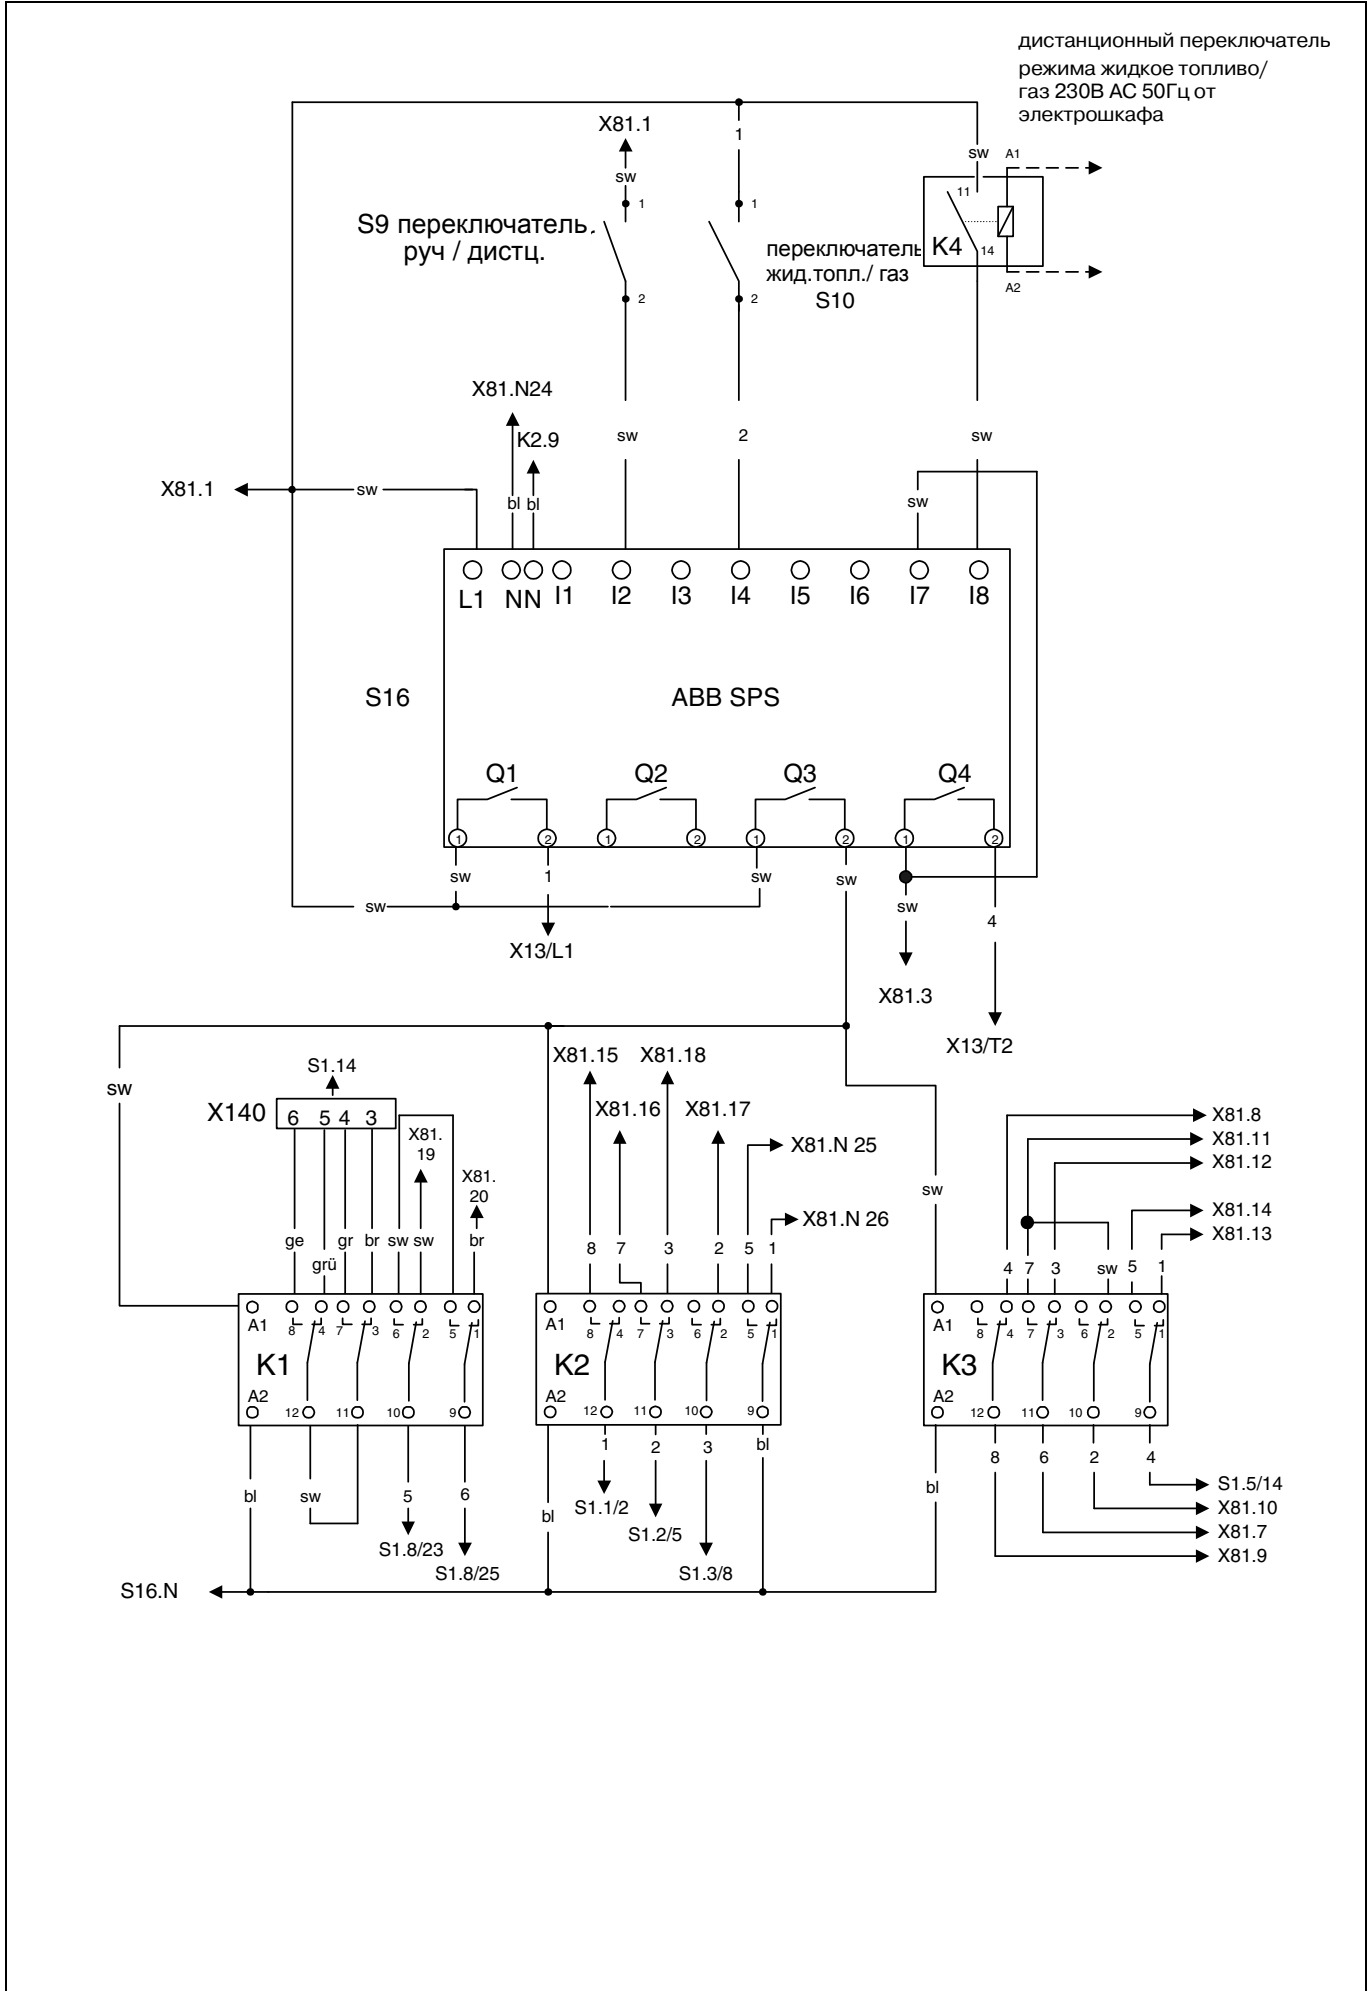 дистанционный переключатель
режима жидкое топливо/
газ 230В АС 50Гц от
электрошкафа
X81.1
1
sw
sw A1
1 1 11
S9 переключатель.
руч / дистц.
переключатель
жид.топл./ газ
S10
K4
14
2 2
A2
X81.N24
K2.9
sw 2 sw
X81.1 sw
bl bl sw
L1 NN I1 I2 I3 I4 I5 I6 I7 I8
S16 ABB SPS
Q1 Q2 Q3 Q4
1 2 1 2 1 2 1 2
sw 1 sw sw
sw sw 4
X13/L1
X81.3
X13/T2
sw
S1.14
X140 6 5 4 3
X81.
19
X81.
20
X81.15 X81.18
X81.16 X81.17
X81.N 25
X81.N 26
X81.8
X81.11
X81.12
X81.14
X81.13
sw
ge grü gr br sw sw br
8 7 3 2 5 1
4 7 3 sw 5 1
A1 8 4 7 3 6 2 5 1
K1
A2 12 11 10 9
A1 8 4 7 3 6 2 5 1
K2
A2 12 11 10 9
A1 8 4 7 3 6 2 5 1
K3
A2 12 11 10 9
bl sw 5 6
bl 1 2 3 bl
bl 8 6 2 4
S1.8/23
S1.8/25
S1.1/2
S1.2/5
S1.3/8
S1.5/14
X81.10
X81.7
X81.9
S16.N